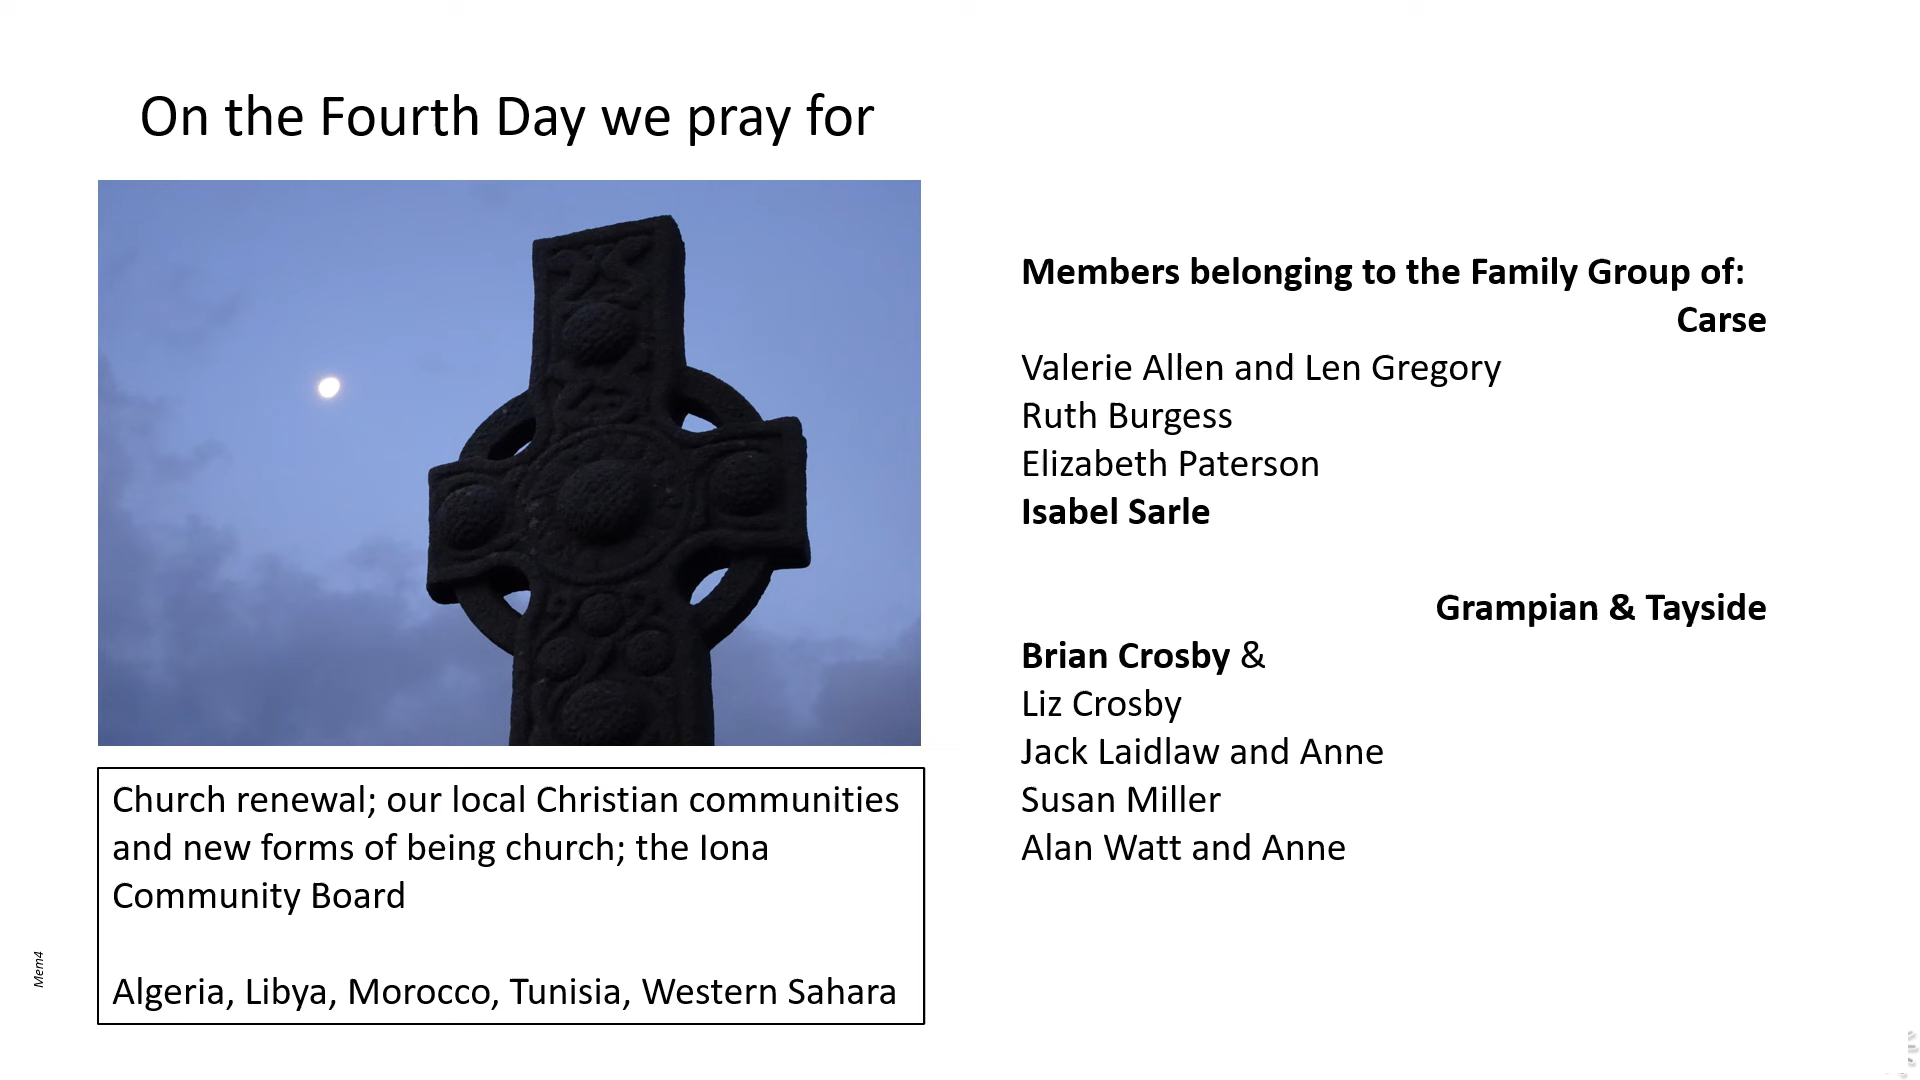 On the Fourth Day we pray for
Church renewal; our local Christian communities
and new forms of being church; the Iona
Community Board
Algeria, Libya, Morocco, Tunisia, Western Sahara
Mem4
Members belonging to the Family Group of:
Carse
Valerie Allen and Len Gregory
Ruth Burgess
Elizabeth Paterson
Isabel Sarle
Grampian & Tayside
Brian Crosby &
Liz Crosby
Jack Laidlaw and Anne
Susan Miller
Alan Watt and Anne